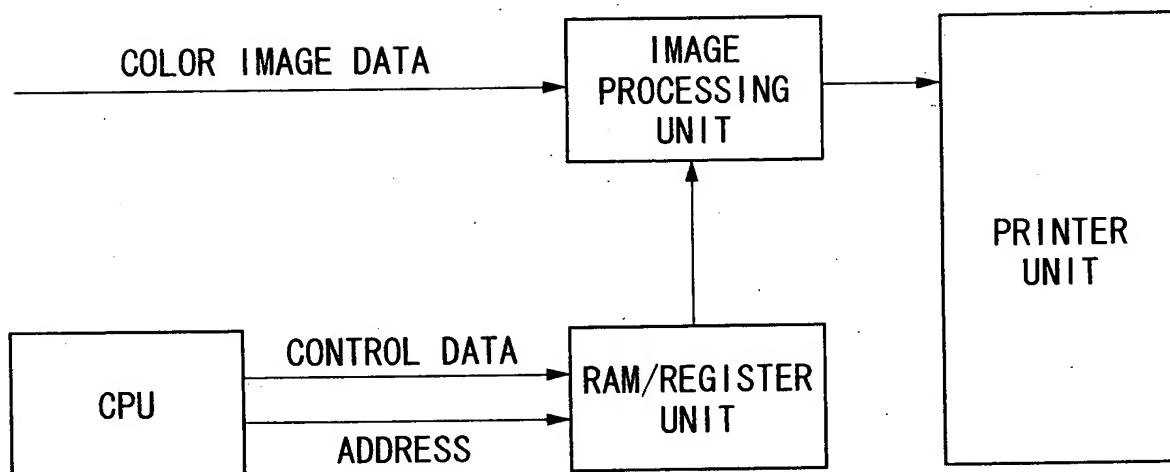 COLOR IMAGE DATA
IMAGE
PROCESSING
UNIT
PRINTER
UNIT
CPU
CONTROL DATA
ADDRESS
RAM/REGISTER
UNIT